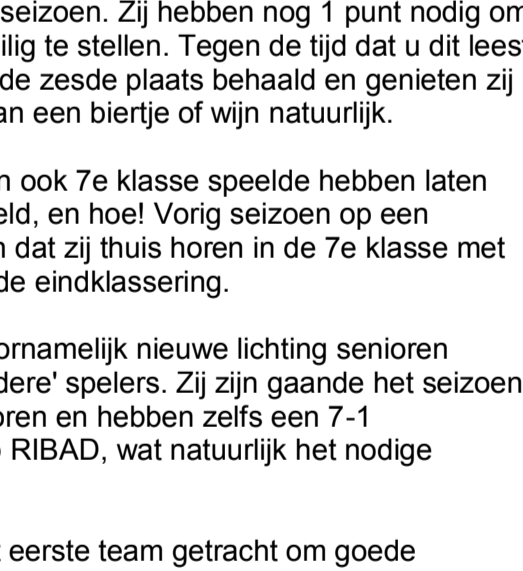 seizoen. Zij hebben nog 1 punt nodig om
ilig te stellen. Tegen de tijd dat u dit lees
de zesde plaats behaald en genieten zij
an een biertje of wijn natuurlijk.
n ook 7e klasse speelde hebben laten
eld, en hoe! Vorig seizoen op een
n dat zij thuis horen in de 7e klasse met
de eindklassering.
ornamelijk nieuwe lichting senioren
dere' spelers. Zij zijn gaande het seizoen
oren en hebben zelfs een 7-1
RIBAD, wat natuurlijk het nodige
eerste team getracht om goede